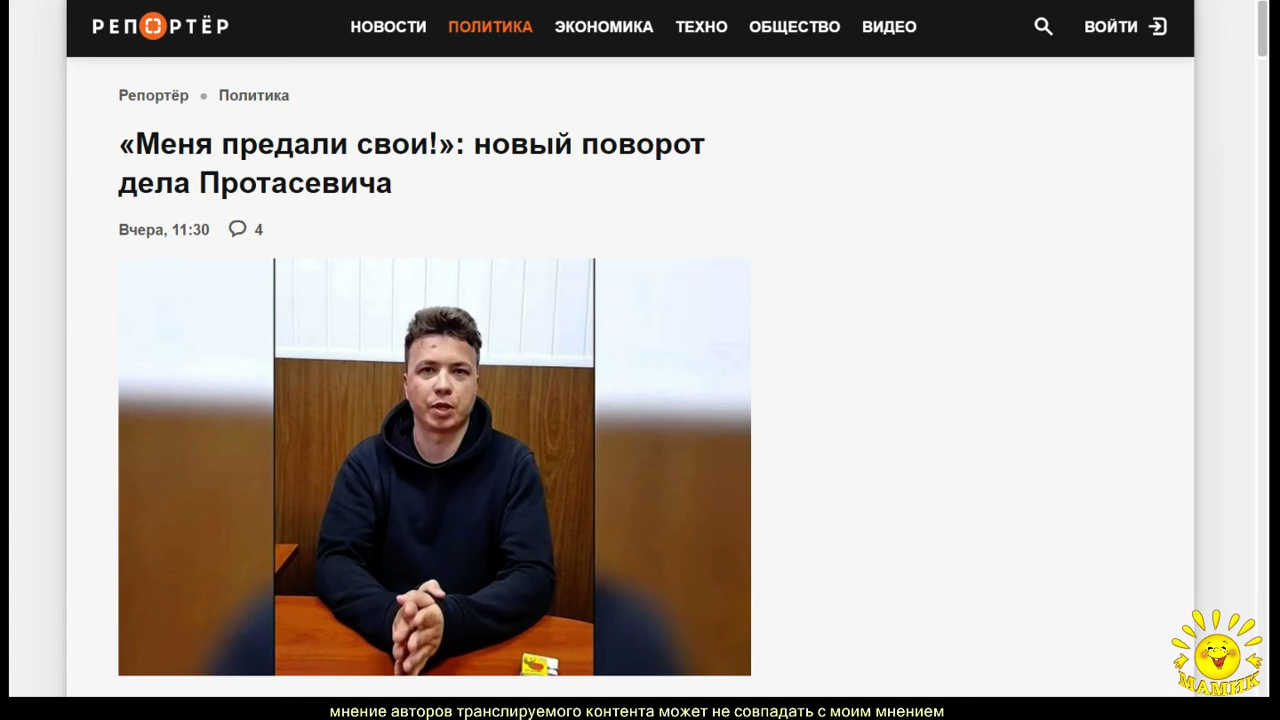 РЕПОРТЁР
НОВОСТИ ПОЛИТИКА ЭКОНОМИКА ТЕХНО ОБЩЕСТВО ВИДЕО ВОЙТИ
Репортёр • Политика
«Меня предали свои!»: новый поворот
дела Протасевича
Вчера, 11:30 4
МАМИК
мнение авторов транслируемого контента может не совпадать с моим мнением